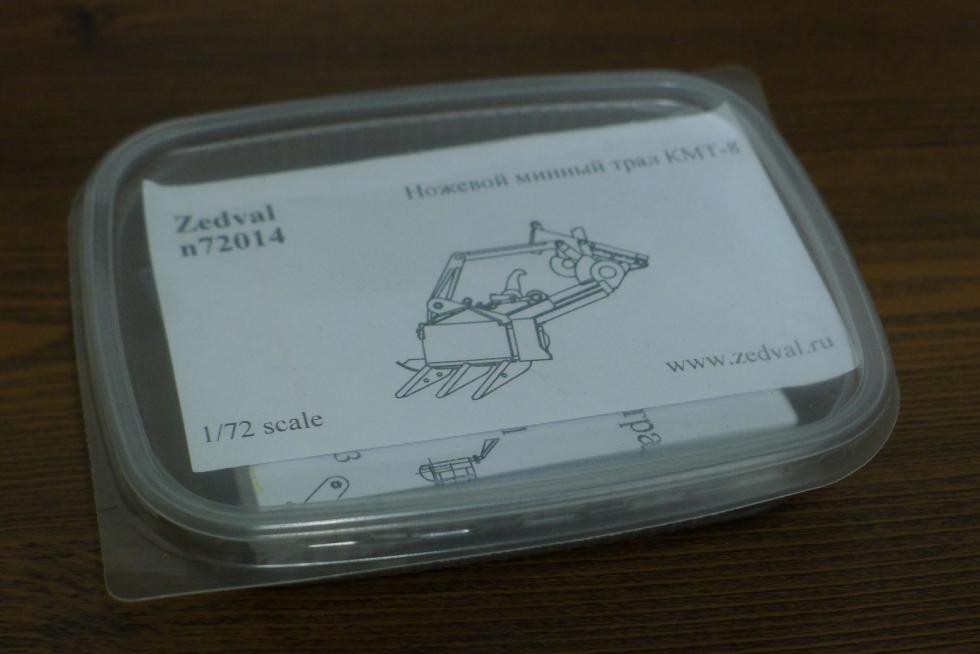 Ножевой минный трал КМТ-8
Zedval
n72014
www.zedval.ru
1/72 scale